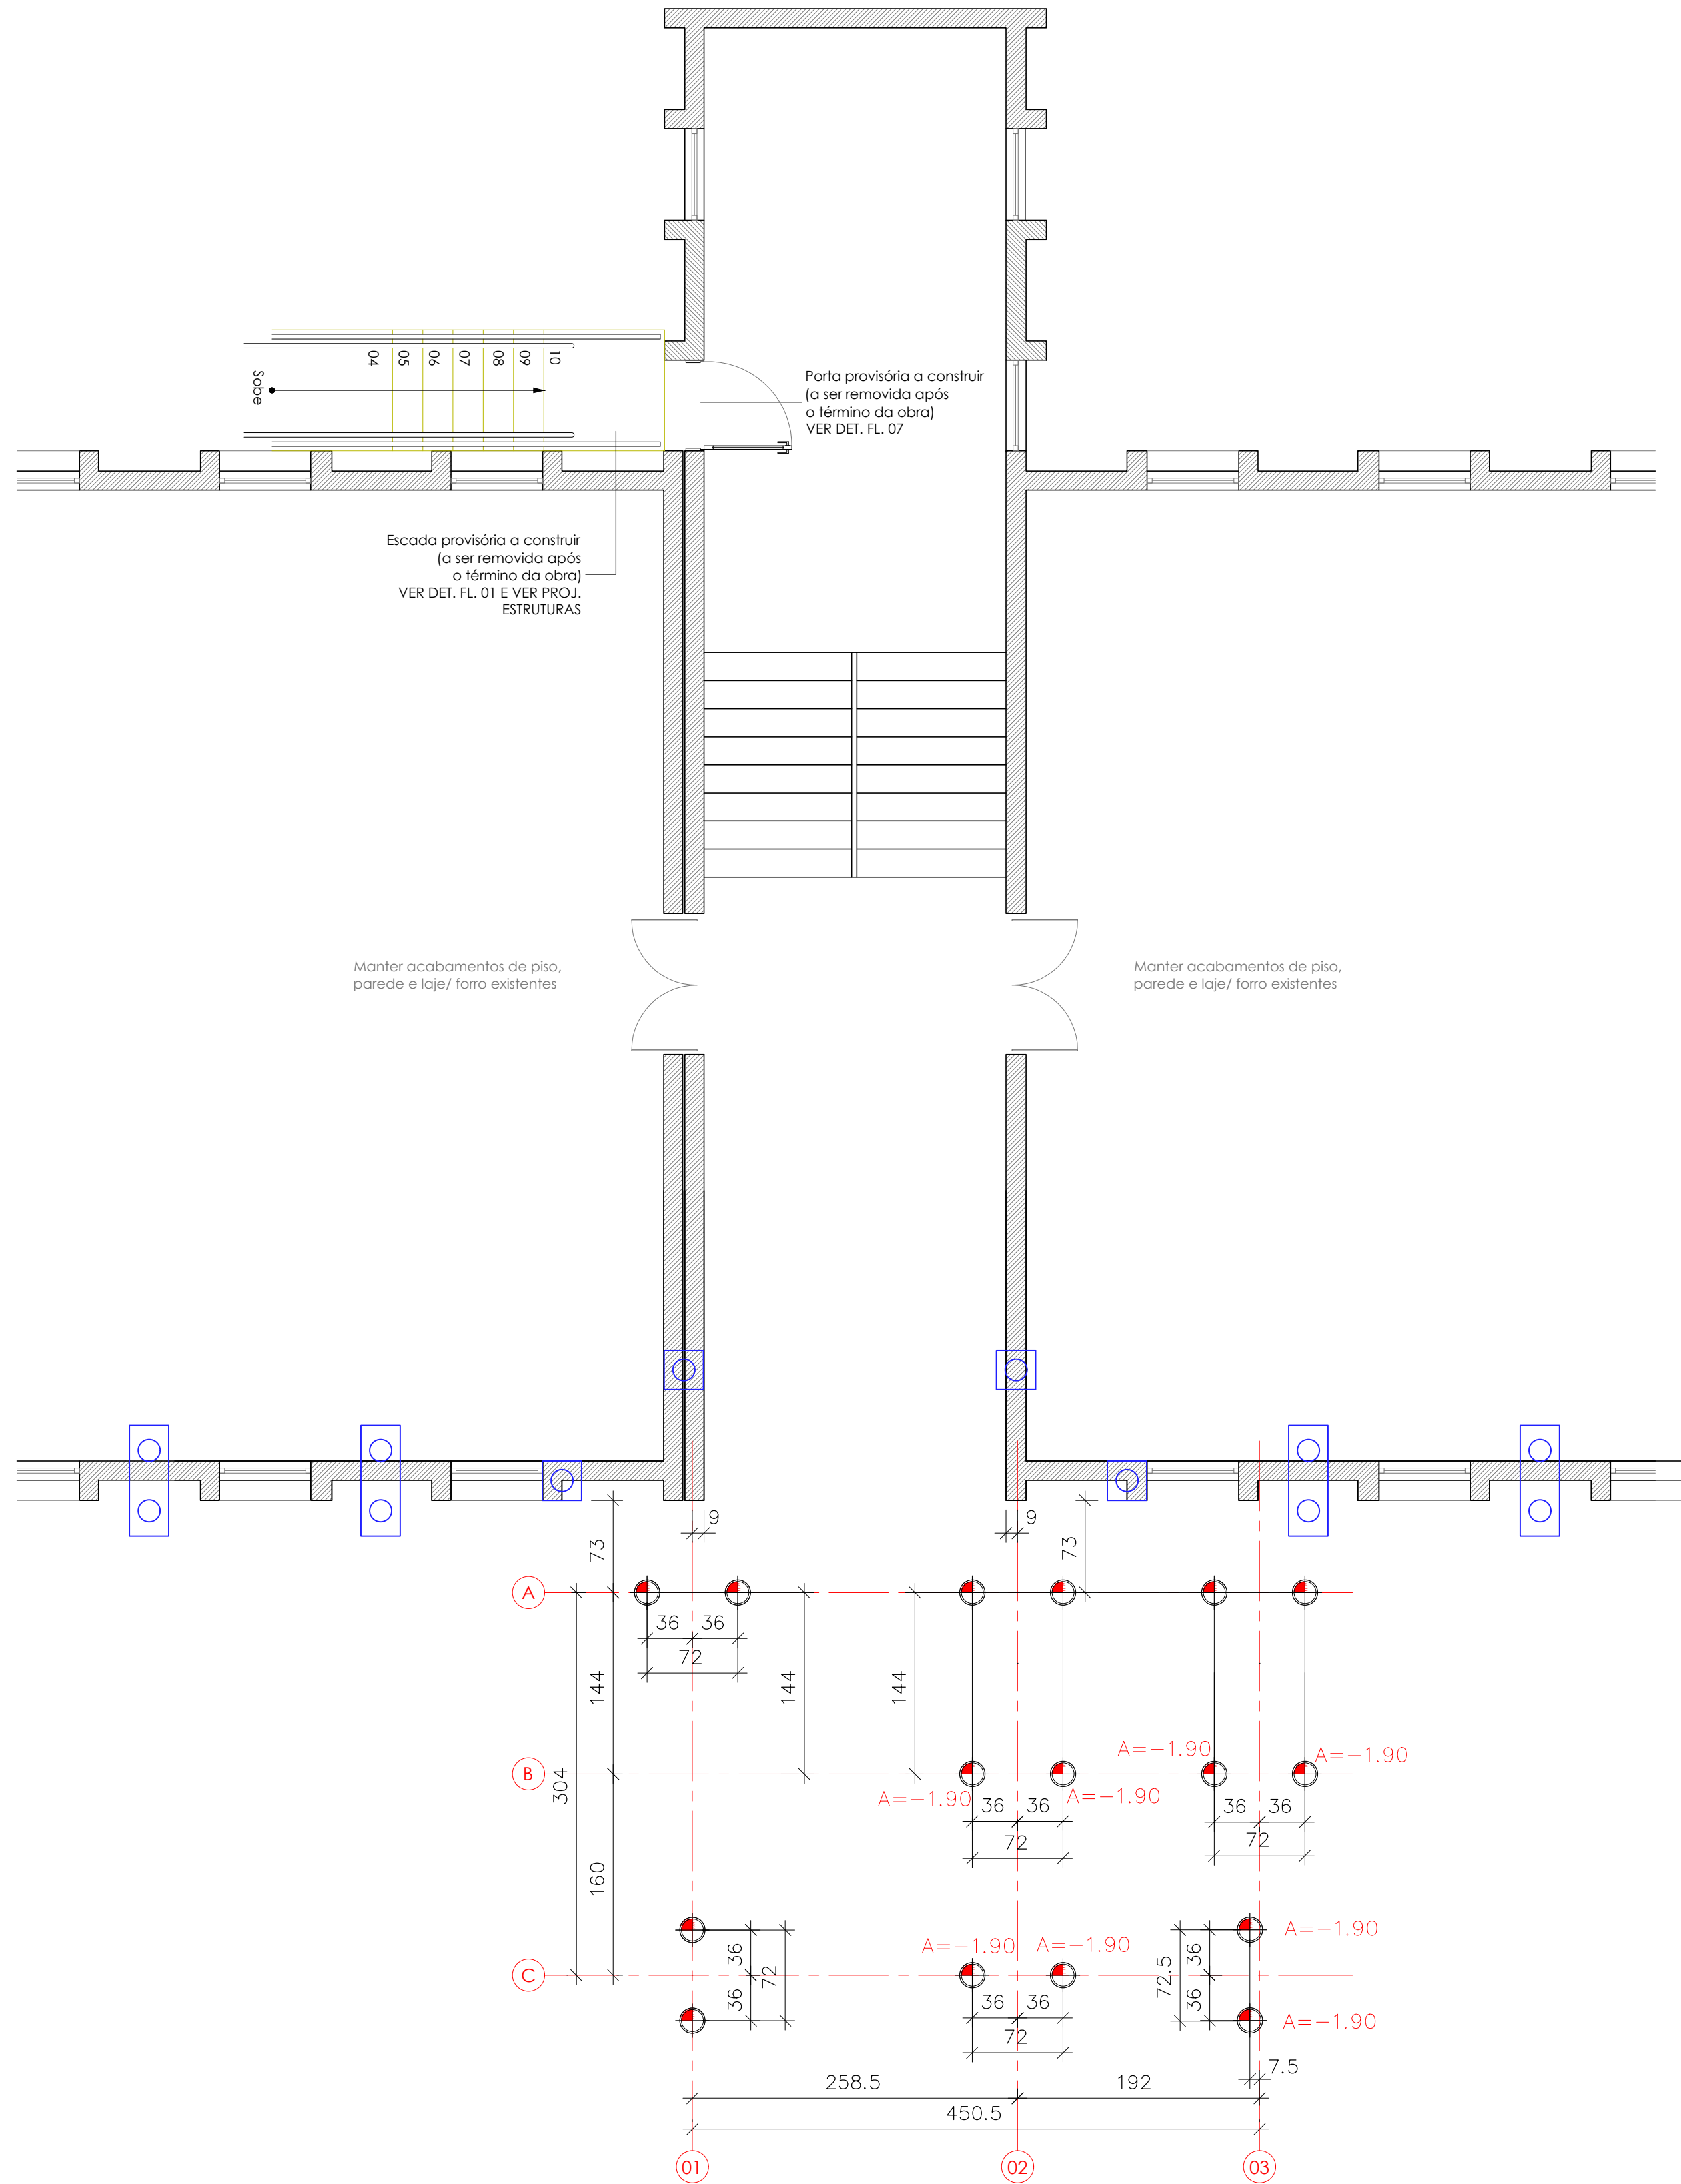 04
05
06
07
08
09
10
Sobe
Porta provisória a construir
(a ser removida após
o término da obra)
VER DET. FL. 07
Escada provisória a construir
(a ser removida após
o término da obra)
VER DET. FL. 01 E VER PROJ.
ESTRUTURAS
Manter acabamentos de piso,
parede e laje/ forro existentes
Manter acabamentos de piso,
parede e laje/ forro existentes
9
9
73
73
A
36
36
72
144
144
144
A=−1.90
A=−1.90
B
304
A=−1.90
A=−1.90
36
36
72
36
36
72
160
A=−1.90
A=−1.90
A=−1.90
C
36
36
72
36
36
72
72.5
36
36
A=−1.90
7.5
258.5
192
450.5
01
02
03